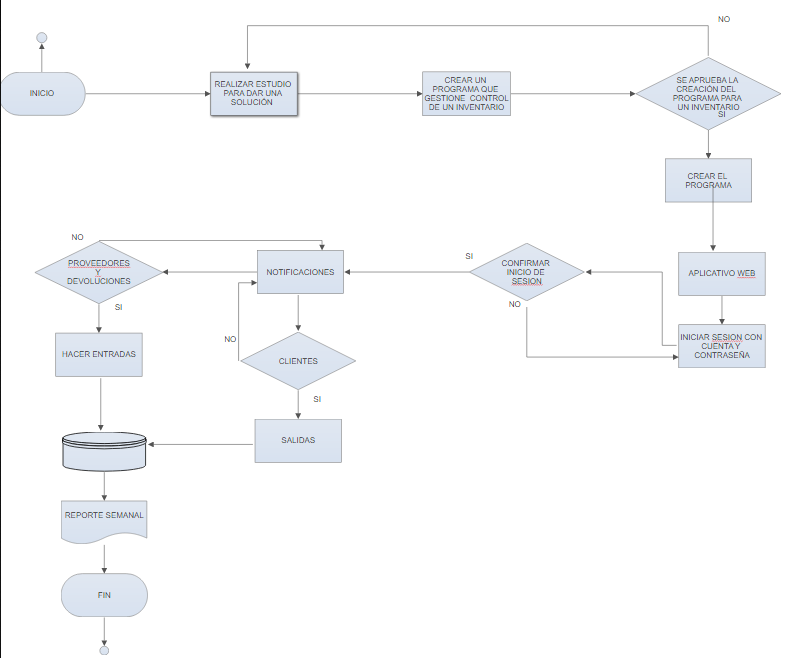 NO
INICIO
REALIZAR ESTUDIO
PARA DAR UNA
SOLUCIÓN
CREAR UN
PROGRAMA QUE
GESTIONE CONTROL
DE UN INVENTARIO
SE APRUEBA LA
CREACIÓN DEL
PROGRAMA PARA
UN INVENTARIO
SI
CREAR EL
PROGRAMA
APLICATIVO WEB
INICIAR SESION CON
CUENTA Y
CONTRASEÑA
CONFIRMAR
INICIO DE
SESION
SI
NO
NOTIFICACIONES
NO
PROVEEDORES
Y
DEVOLUCIONES
SI
HACER ENTRADAS
NO
CLIENTES
SI
SALIDAS
REPORTE SEMANAL
FIN